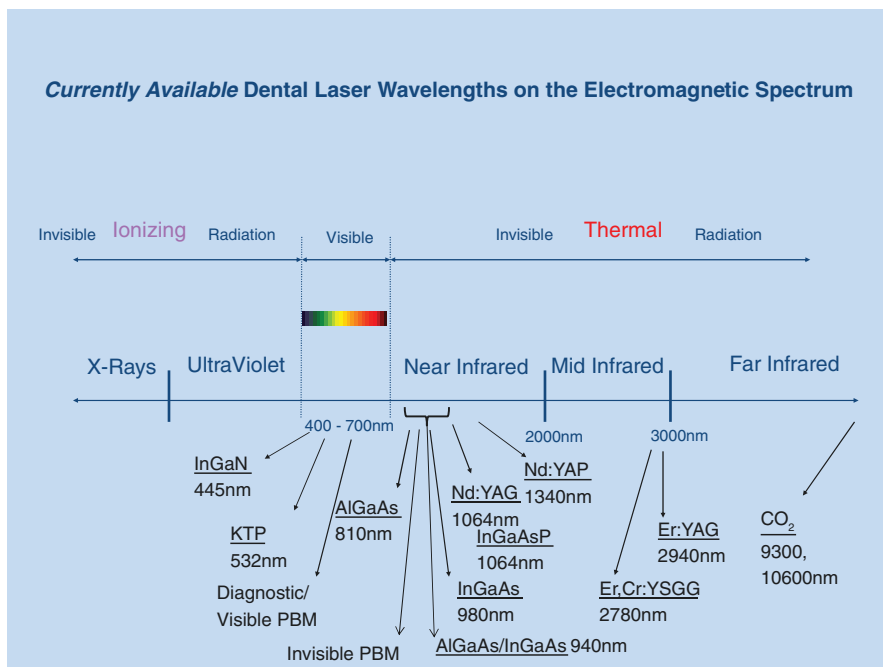 Currently Available Dental Laser Wavelengths on the Electromagnetic Spectrum
Invisible Ionizing Radiation Visible Invisible Thermal Radiation
X-Rays UltraViolet Near Infrared Mid Infrared Far Infrared
400 - 700nm 2000nm 3000nm
InGaN
445nm
KTP
532nm
Diagnostic/
Visible PBM
AlGaAs
810nm
Invisible PBM
Nd:YAG
1064nm
InGaAsP
1064nm
InGaAs
980nm
AlGaAs/InGaAs 940nm
Nd:YAP
1340nm
Er,Cr:YSGG
2780nm
Er:YAG
2940nm
CO₂
9300,
10600nm